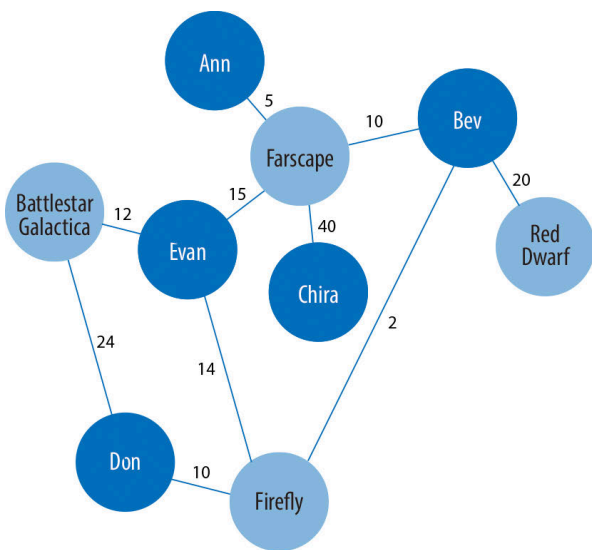 Ann
5
10
Bev
Farscape
15
20
Battlestar
Galactica
12
Evan
40
Red
Dwarf
Chira
2
24
14
Don
10
Firefly